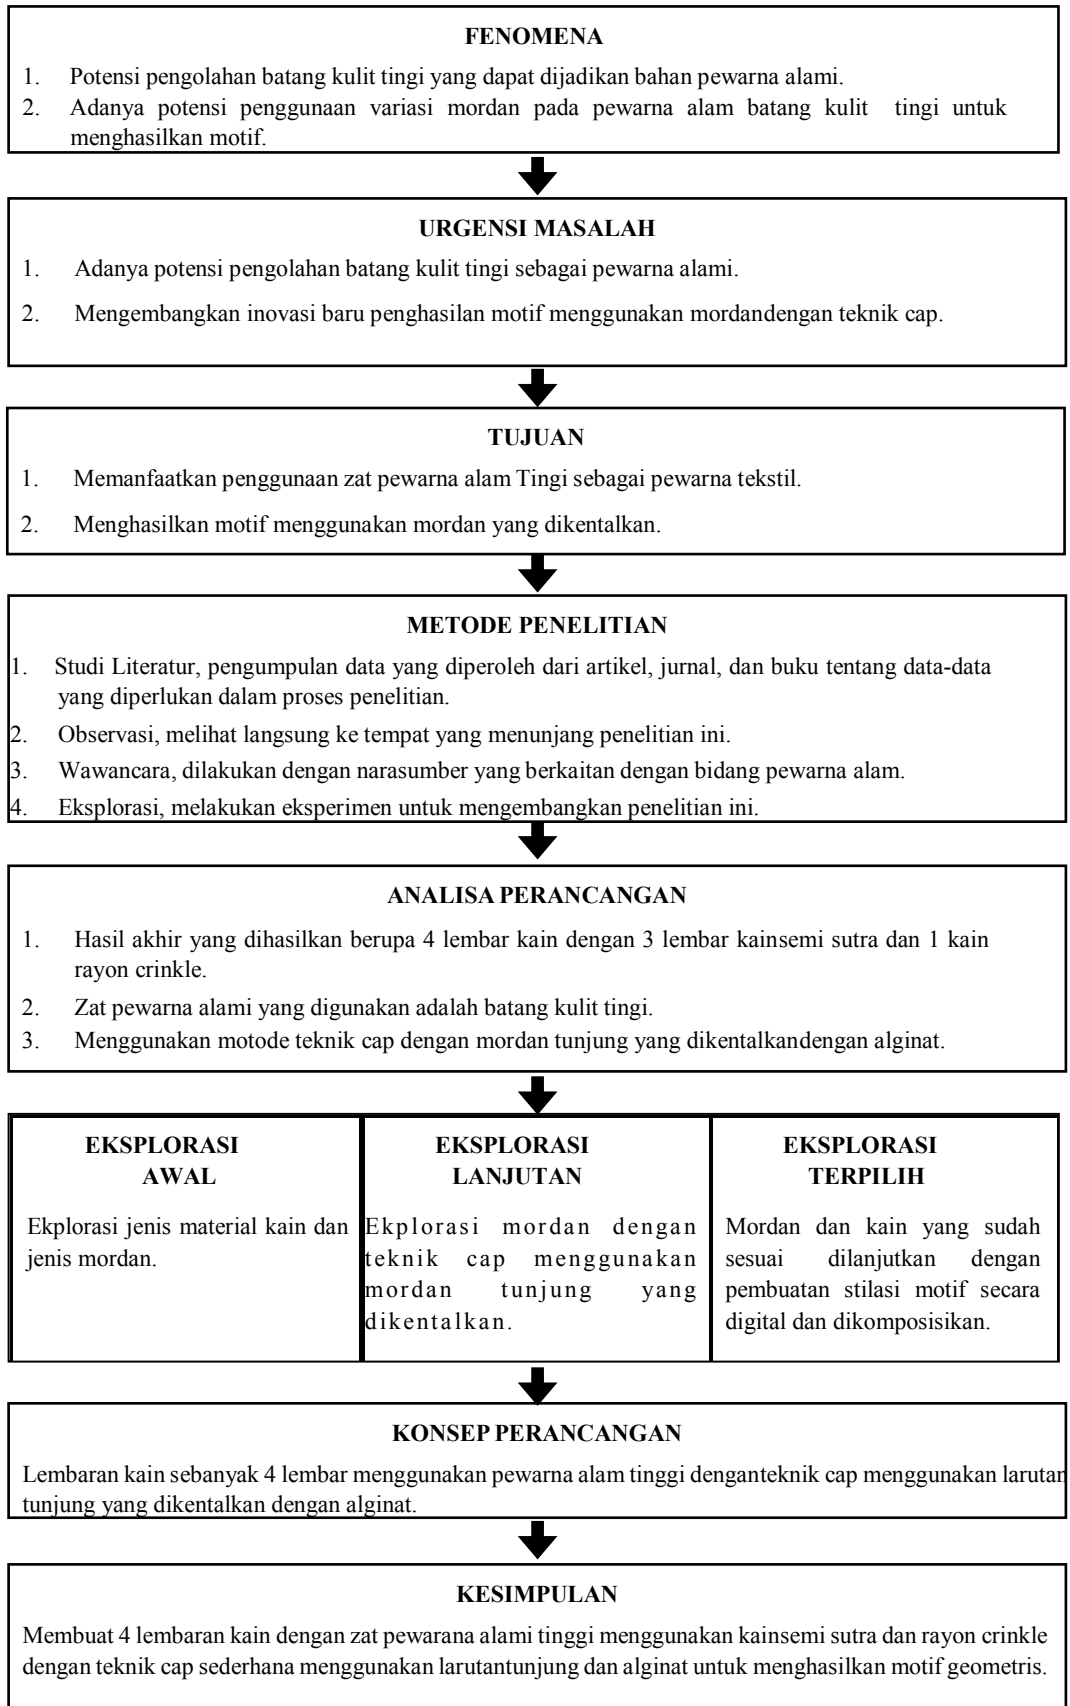 FENOMENA
1. Potensi pengolahan batang kulit tingi yang dapat dijadikan bahan pewarna alami.
2. Adanya potensi penggunaan variasi mordan pada pewarna alam batang kulit tingi untuk
menghasilkan motif.
URGENSI MASALAH
1. Adanya potensi pengolahan batang kulit tingi sebagai pewarna alami.
2. Mengembangkan inovasi baru penghasilan motif menggunakan mordandengan teknik cap.
TUJUAN
1. Memanfaatkan penggunaan zat pewarna alam Tingi sebagai pewarna tekstil.
2. Menghasilkan motif menggunakan mordan yang dikentalkan.
METODE PENELITIAN
1. Studi Literatur, pengumpulan data yang diperoleh dari artikel, jurnal, dan buku tentang data-data
yang diperlukan dalam proses penelitian.
2. Observasi, melihat langsung ke tempat yang menunjang penelitian ini.
3. Wawancara, dilakukan dengan narasumber yang berkaitan dengan bidang pewarna alam.
4. Eksplorasi, melakukan eksperimen untuk mengembangkan penelitian ini.
ANALISA PERANCANGAN
1. Hasil akhir yang dihasilkan berupa 4 lembar kain dengan 3 lembar kainsemi sutra dan 1 kain
rayon crinkle.
2. Zat pewarna alami yang digunakan adalah batang kulit tingi.
3. Menggunakan motode teknik cap dengan mordan tunjung yang dikentalkandengan alginat.
EKSPLORASI
AWAL
Ekplorasi jenis material kain dan
jenis mordan.
EKSPLORASI
LANJUTAN
Ekplorasi mordan dengan
teknik cap menggunakan
mordan tunjung yang
dikentalkan.
EKSPLORASI
TERPILIH
Mordan dan kain yang sudah
sesuai dilanjutkan dengan
pembuatan stilasi motif secara
digital dan dikomposisikan.
KONSEP PERANCANGAN
Lembaran kain sebanyak 4 lembar menggunakan pewarna alam tinggi denganteknik cap menggunakan larutan
tunjung yang dikentalkan dengan alginat.
KESIMPULAN
Membuat 4 lembaran kain dengan zat pewarana alami tinggi menggunakan kainsemi sutra dan rayon crinkle
dengan teknik cap sederhana menggunakan larutantunjung dan alginat untuk menghasilkan motif geometris.